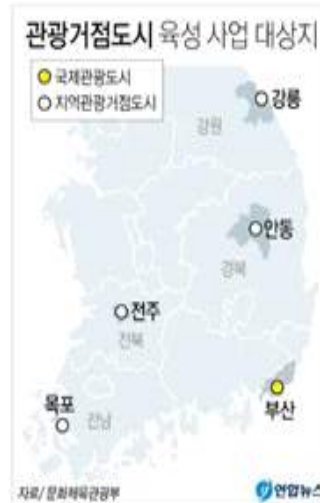 관광거점도시 육성 사업 대상지
국제관광도시
지역관광거점도시
강릉
강원
안동
경북
전주
전북
목포
전남
부산
자료/문화체육관광부
연합뉴스